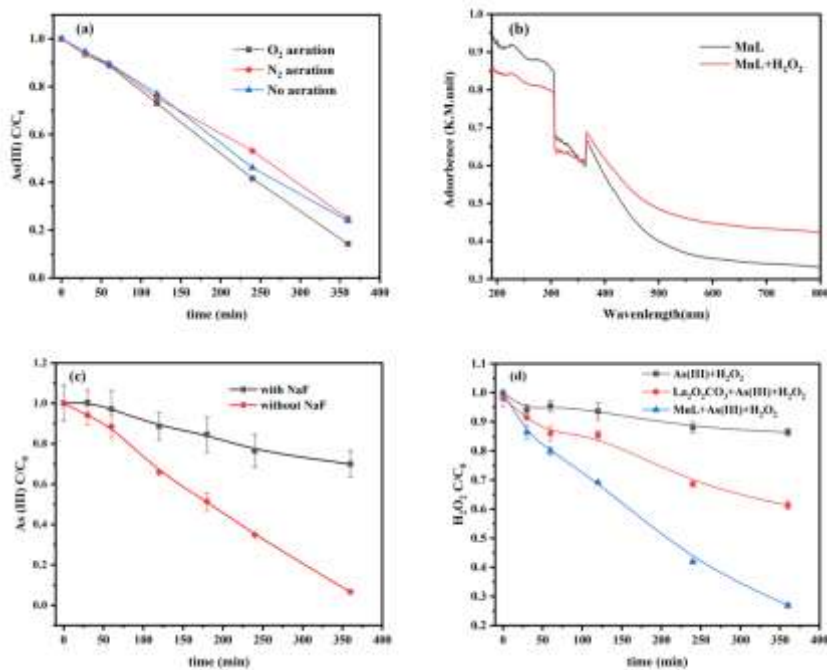 (a)
O₂ aeration
N₂ aeration
No aeration
As(III) C/C₀
1.0
0.8
0.6
0.4
0.2
0.0
0 50 100 150 200 250 300 350 400
time (min)
(b)
MnL
MnL+H₂O₂
Adsorbence (K.M.unit)
1.0
0.9
0.8
0.7
0.6
0.5
0.4
0.3
200 300 400 500 600 700 800
Wavelength(nm)
(c)
with NaF
without NaF
As (III) C/C₀
1.2
1.0
0.8
0.6
0.4
0.2
0.0
0 50 100 150 200 250 300 350 400
time (min)
(d)
As(III)+H₂O₂
La₂O₂CO₃+As(III)+H₂O₂
MnL+As(III)+H₂O₂
H₂O₂ C/C₀
1.1
1.0
0.9
0.8
0.7
0.6
0.5
0.4
0.3
0.2
0 50 100 150 200 250 300 350 400
time (min)